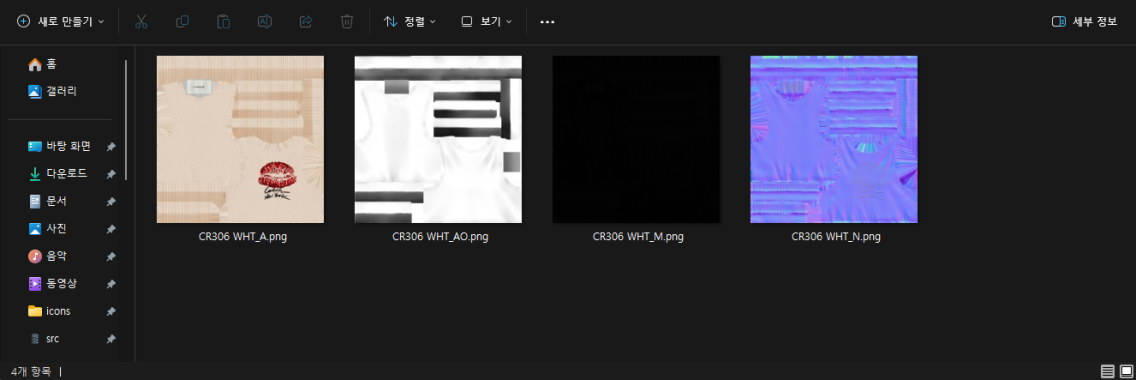 새로 만들기
정렬
보기
세부 정보
홈
갤러리
바탕 화면
다운로드
문서
사진
음악
동영상
icons
src
CR306 WHT_A.png
CR306 WHT_AO.png
CR306 WHT_M.png
CR306 WHT_N.png
4개 항목